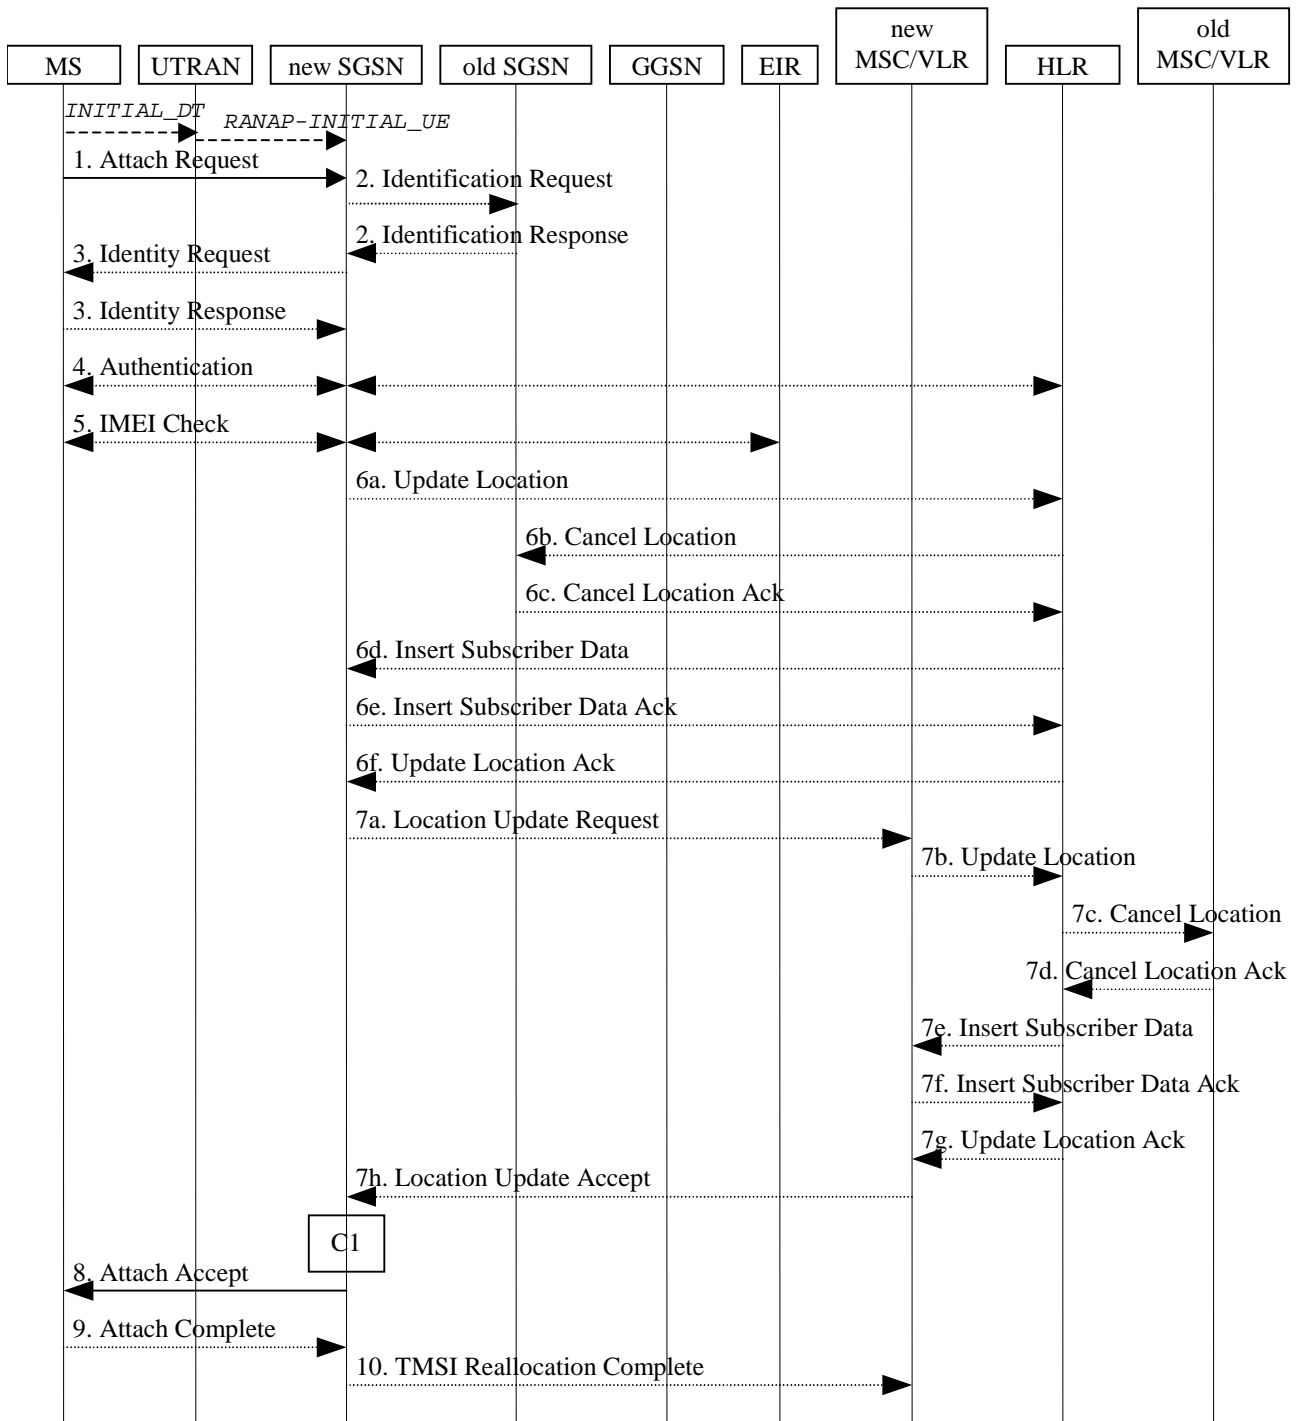 new
old
MS
UTRAN
new SGSN
old SGSN
GGSN
EIR
MSC/VLR
HLR
MSC/VLR
INITIAL_DT
RANAP-INITIAL_UE
1. Attach Request
2. Identification Request
2. Identification Response
3. Identity Request
3. Identity Response
4. Authentication
5. IMEI Check
6a. Update Location
6b. Cancel Location
6c. Cancel Location Ack
6d. Insert Subscriber Data
6e. Insert Subscriber Data Ack
6f. Update Location Ack
7a. Location Update Request
7b. Update Location
7c. Cancel Location
7d. Cancel Location Ack
7e. Insert Subscriber Data
7f. Insert Subscriber Data Ack
7g. Update Location Ack
7h. Location Update Accept
C1
8. Attach Accept
9. Attach Complete
10. TMSI Reallocation Complete